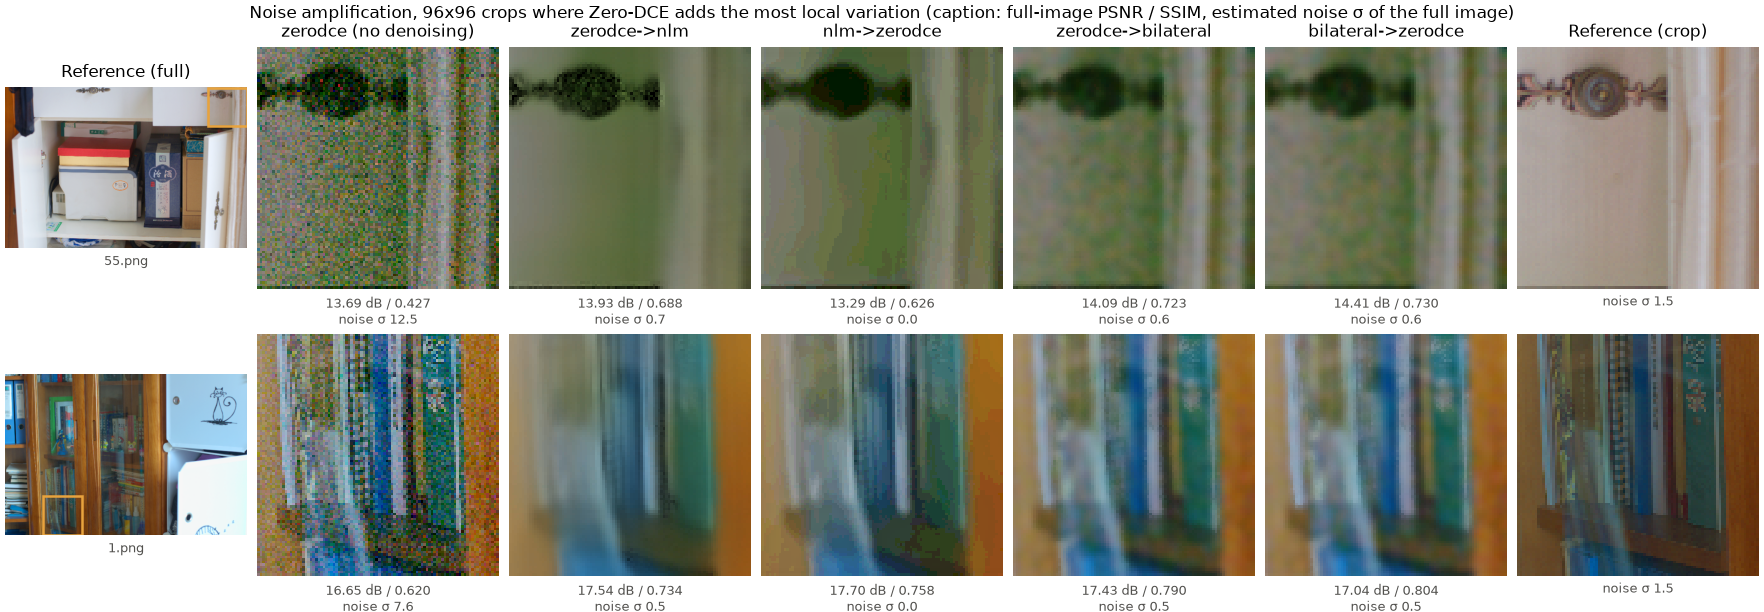 Noise amplification, 96x96 crops where Zero-DCE adds the most local variation (caption: full-image PSNR / SSIM, estimated noise σ of the full image)
Reference (full)
zerodce (no denoising)
zerodce->nlm
nlm->zerodce
zerodce->bilateral
bilateral->zerodce
Reference (crop)
55.png
13.69 dB / 0.427
noise σ 12.5
13.93 dB / 0.688
noise σ 0.7
13.29 dB / 0.626
noise σ 0.0
14.09 dB / 0.723
noise σ 0.6
14.41 dB / 0.730
noise σ 0.6
noise σ 1.5
1.png
16.65 dB / 0.620
noise σ 7.6
17.54 dB / 0.734
noise σ 0.5
17.70 dB / 0.758
noise σ 0.0
17.43 dB / 0.790
noise σ 0.5
17.04 dB / 0.804
noise σ 0.5
noise σ 1.5